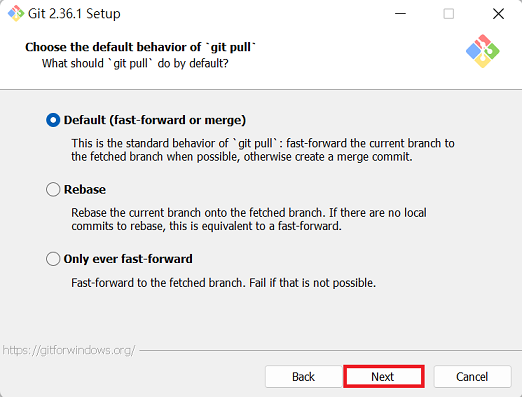 Git 2.36.1 Setup
Choose the default behavior of `git pull`
What should `git pull` do by default?
Default (fast-forward or merge)
This is the standard behavior of `git pull`: fast-forward the current branch to
the fetched branch when possible, otherwise create a merge commit.
Rebase
Rebase the current branch onto the fetched branch. If there are no local
commits to rebase, this is equivalent to a fast-forward.
Only ever fast-forward
Fast-forward to the fetched branch. Fail if that is not possible.
https://gitforwindows.org/
Back Next Cancel